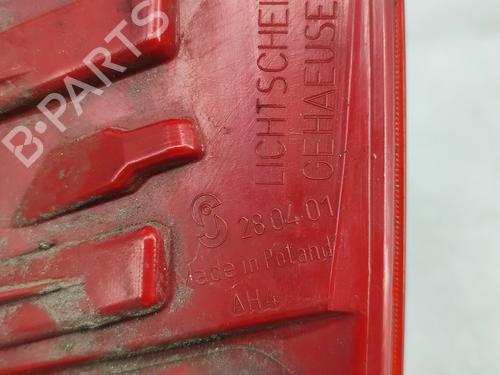 B-PARTS
LICHTSCHEI
GEHAEUSE
28 04 01
Made in Poland
AH4